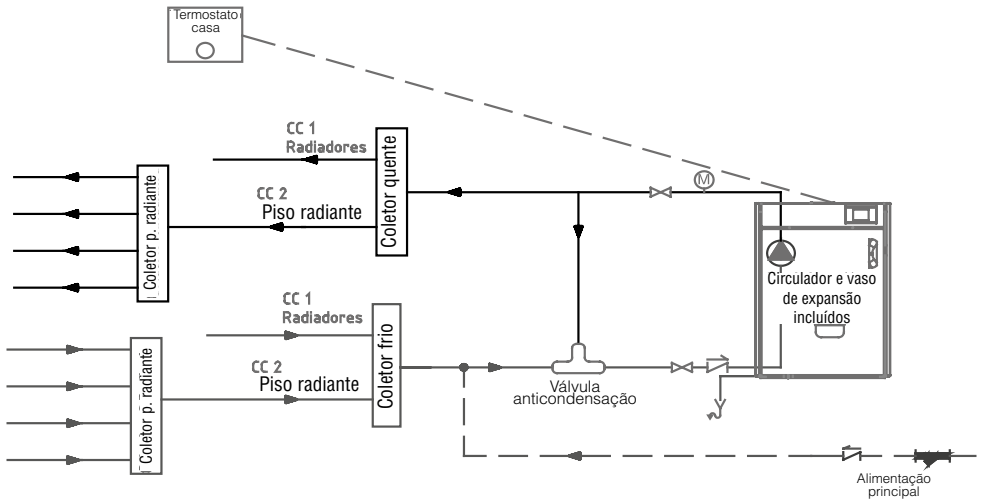 Termostato
casa
CC 1
Radiadores
CC 2
Piso radiante
Coletor quente
Coletor p. radiante
M
Circulador e vaso
de expansão
incluídos
CC 1
Radiadores
CC 2
Piso radiante
Coletor frio
Coletor p. radiante
Válvula
anticondensação
Alimentação
principal